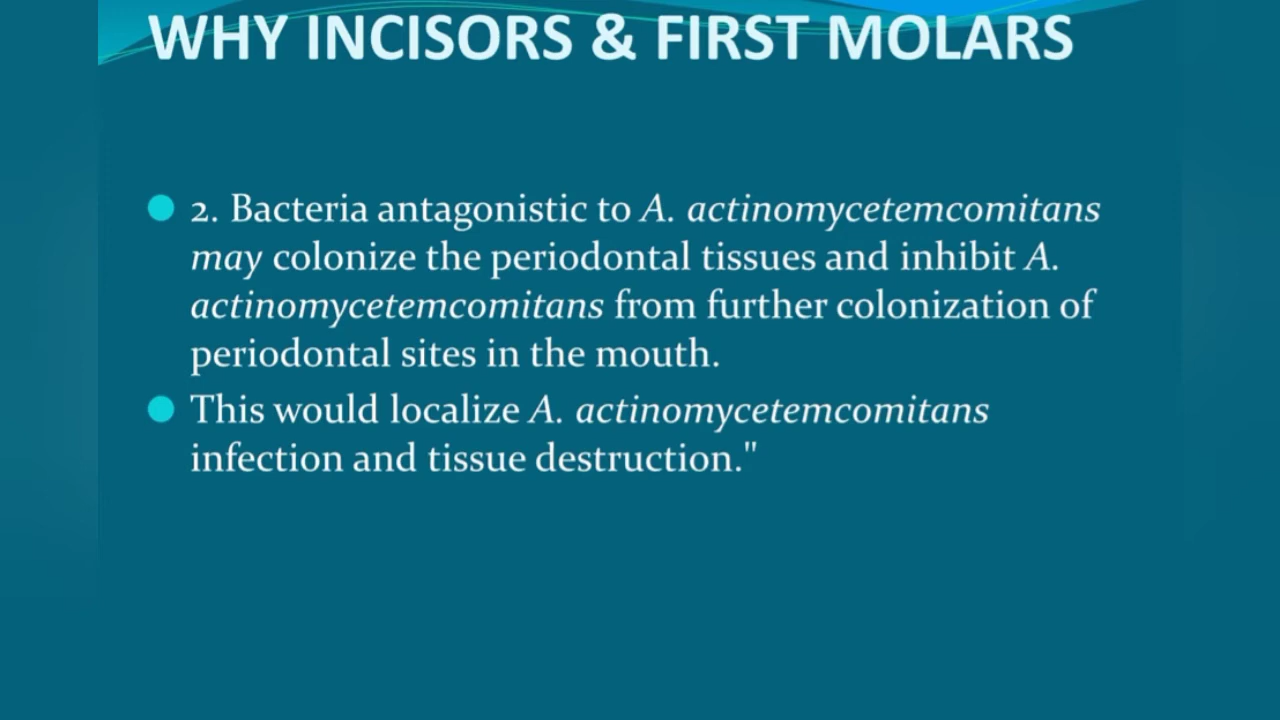 WHY INCISORS & FIRST MOLARS
2. Bacteria antagonistic to A. actinomycetemcomitans
may colonize the periodontal tissues and inhibit A.
actinomycetemcomitans from further colonization of
periodontal sites in the mouth.
This would localize A. actinomycetemcomitans
infection and tissue destruction."